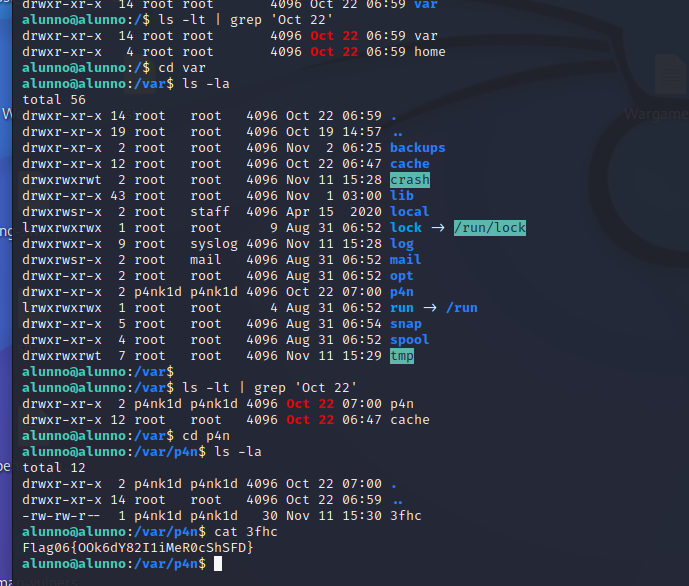 drwxr-xr-x  14 root root       4096 Oct 22 06:59 var
alunno@alunno:/$ ls -lt | grep 'Oct 22'
drwxr-xr-x  14 root root       4096 Oct 22 06:59 var
drwxr-xr-x   4 root root       4096 Oct 22 06:59 home
alunno@alunno:/$ cd var
alunno@alunno:/var$ ls -la
total 56
drwxr-xr-x 14 root   root   4096 Oct 22 06:59 .
drwxr-xr-x 19 root   root   4096 Oct 19 14:57 ..
drwxr-xr-x  2 root   root   4096 Nov  2 06:25 backups
drwxr-xr-x 12 root   root   4096 Oct 22 06:47 cache
drwxrwxrwt  2 root   root   4096 Nov 11 15:28 crash
drwxr-xr-x 43 root   root   4096 Nov  1 03:00 lib
drwxrwsr-x  2 root   staff  4096 Apr 15  2020 local
lrwxrwxrwx  1 root   root      9 Aug 31 06:52 lock → /run/lock
drwxrwxr-x  9 root   syslog 4096 Nov 11 15:28 log
drwxrwsr-x  2 root   mail   4096 Aug 31 06:52 mail
drwxr-xr-x  2 root   root   4096 Aug 31 06:52 opt
drwxr-xr-x  2 p4nk1d p4nk1d 4096 Oct 22 07:00 p4n
lrwxrwxrwx  1 root   root      4 Aug 31 06:52 run → /run
drwxr-xr-x  5 root   root   4096 Aug 31 06:54 snap
drwxr-xr-x  4 root   root   4096 Aug 31 06:52 spool
drwxrwxrwt  7 root   root   4096 Nov 11 15:29 tmp
alunno@alunno:/var$
alunno@alunno:/var$ ls -lt | grep 'Oct 22'
drwxr-xr-x  2 p4nk1d p4nk1d 4096 Oct 22 07:00 p4n
drwxr-xr-x 12 root   root   4096 Oct 22 06:47 cache
alunno@alunno:/var$ cd p4n
alunno@alunno:/var/p4n$ ls -la
total 12
drwxr-xr-x  2 p4nk1d p4nk1d 4096 Oct 22 07:00 .
drwxr-xr-x 14 root   root   4096 Oct 22 06:59 ..
-rw-rw-r--  1 p4nk1d p4nk1d   30 Nov 11 15:30 3fhc
alunno@alunno:/var/p4n$ cat 3fhc
Flag06{OOk6dY82I1iMeR0cShSFD}
alunno@alunno:/var/p4n$
Wargame